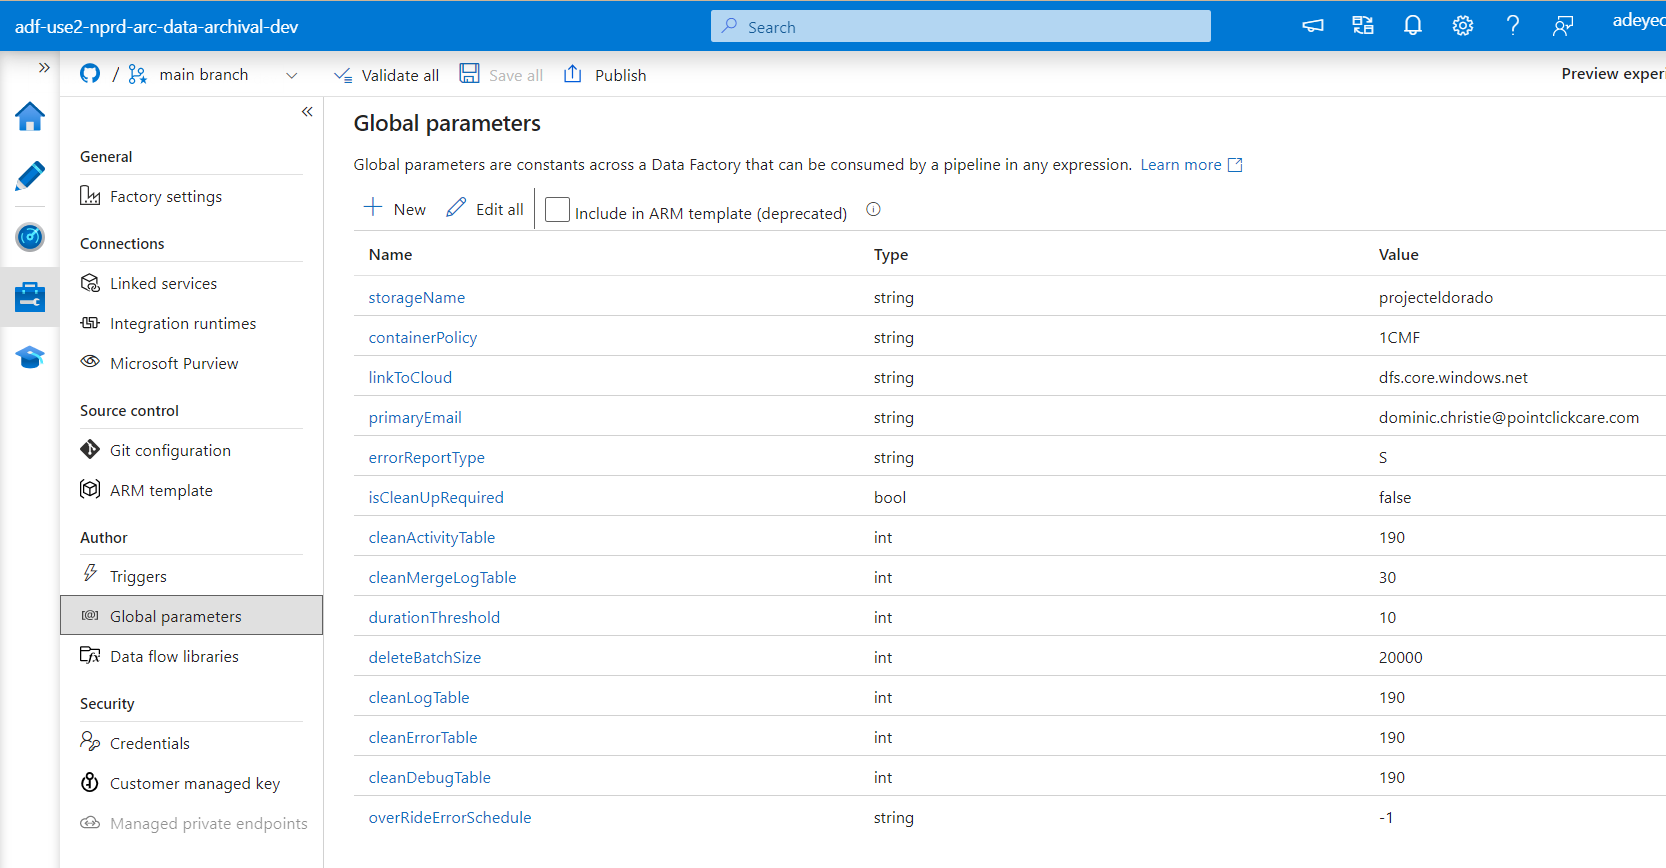 adf-use2-nprd-arc-data-archival-dev
Search
adeyec
/ main branch
Validate all
Save all
Publish
Preview experi
General
Factory settings
Connections
Linked services
Integration runtimes
Microsoft Purview
Source control
Git configuration
ARM template
Author
Triggers
Global parameters
Data flow libraries
Security
Credentials
Customer managed key
Managed private endpoints
Global parameters
Global parameters are constants across a Data Factory that can be consumed by a pipeline in any expression. Learn more
New Edit all Include in ARM template (deprecated)
Name Type Value
storageName string projecteldorado
containerPolicy string 1CMF
linkToCloud string dfs.core.windows.net
primaryEmail string dominic.christie@pointclickcare.com
errorReportType string S
isCleanUpRequired bool false
cleanActivityTable int 190
cleanMergeLogTable int 30
durationThreshold int 10
deleteBatchSize int 20000
cleanLogTable int 190
cleanErrorTable int 190
cleanDebugTable int 190
overRideErrorSchedule string -1